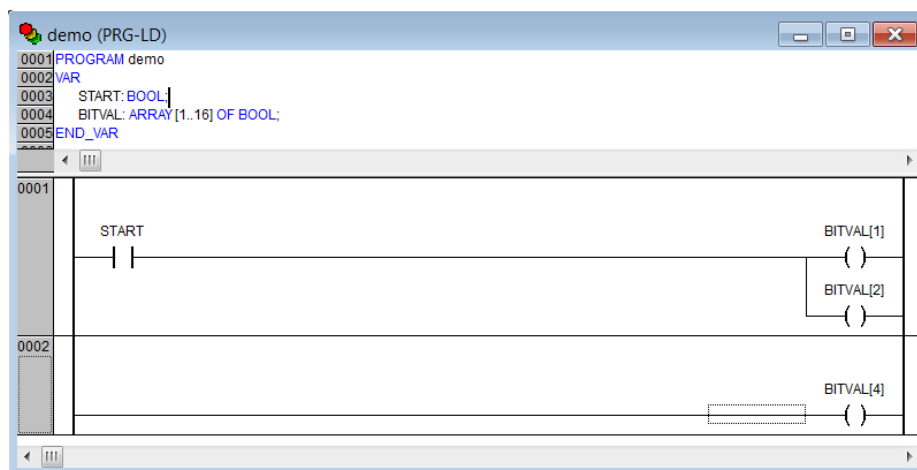 demo (PRG-LD)
0001 PROGRAM demo
0002 VAR
0003 START: BOOL;
0004 BITVAL: ARRAY [1..16] OF BOOL;
0005 END_VAR
0001
START BITVAL[1]
BITVAL[2]
0002
BITVAL[4]